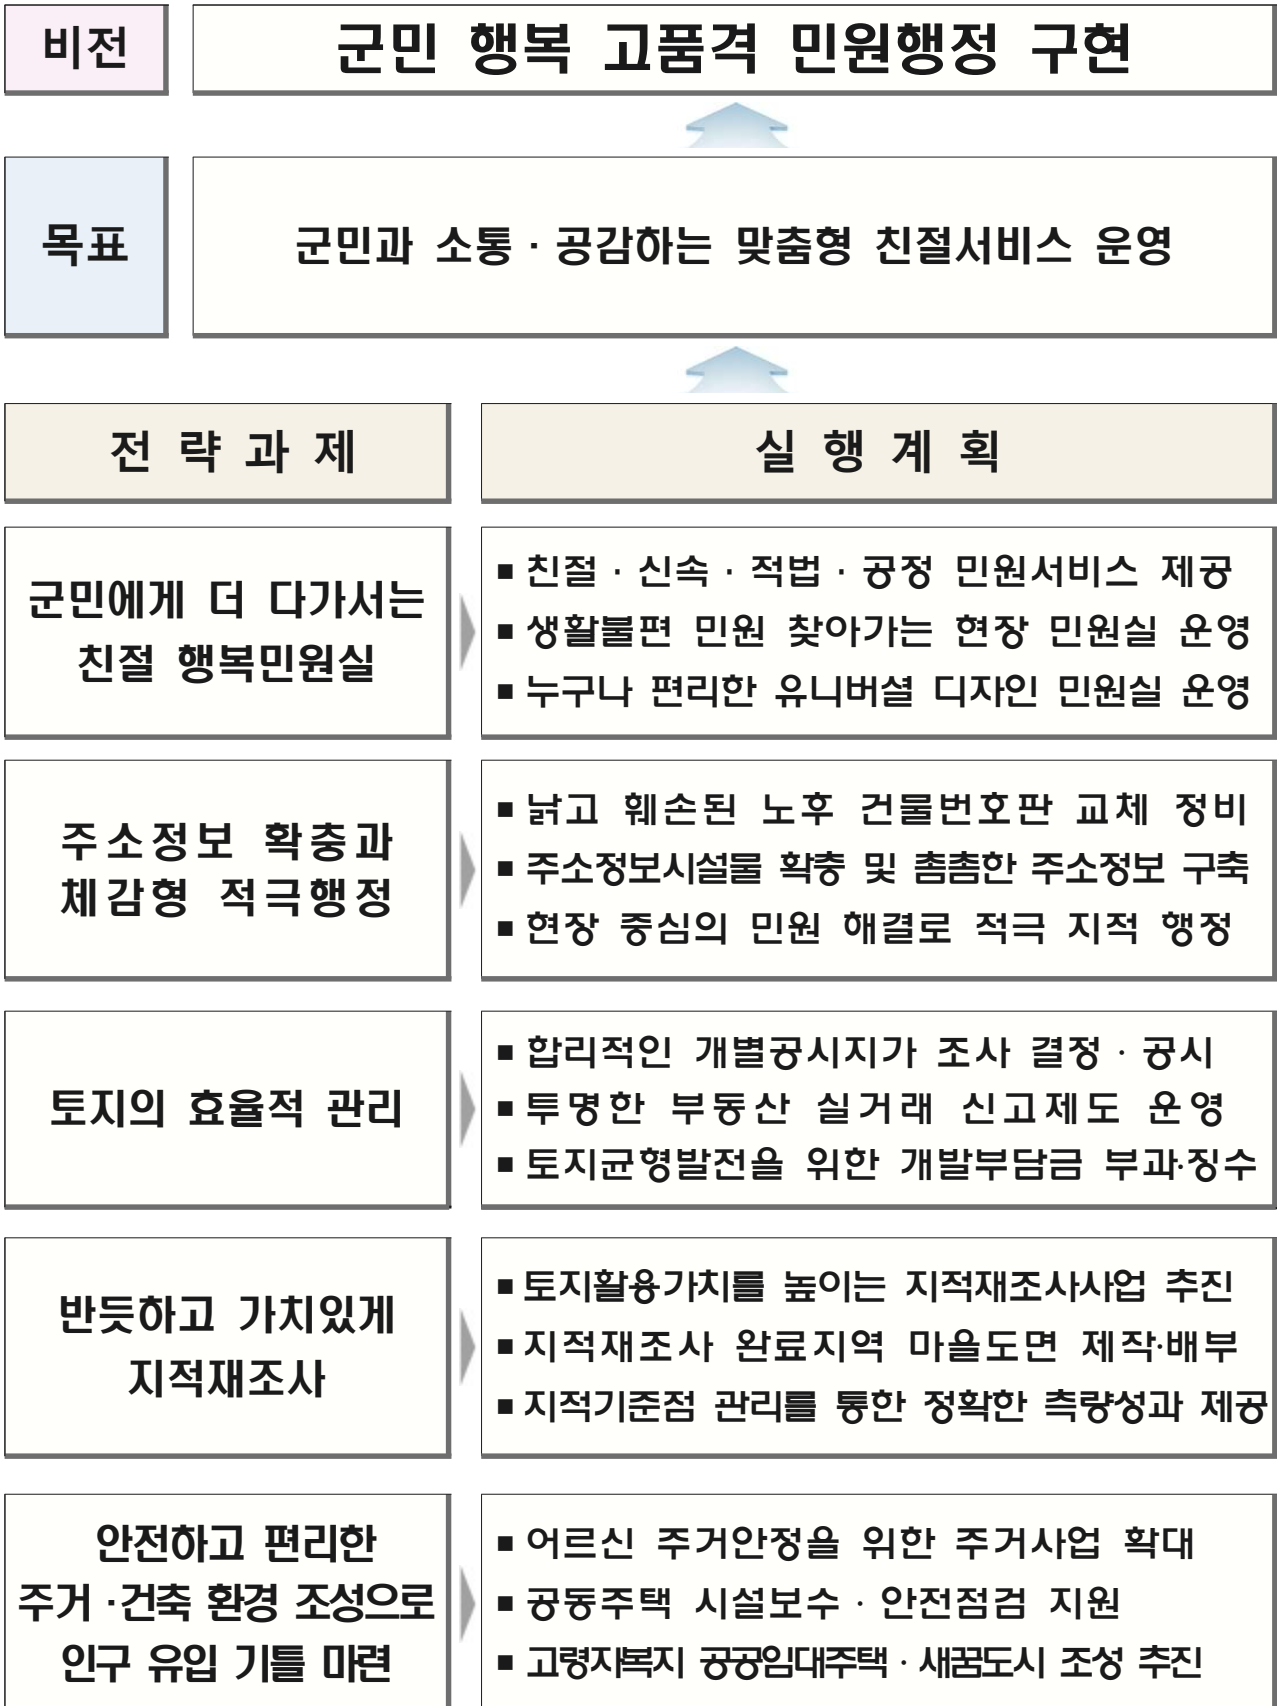 비전
군민 행복 고품격 민원행정 구현
목표
군민과 소통·공감하는 맞춤형 친절서비스 운영
전 략 과 제
실 행 계 획
군민에게 더 다가서는
친절 행복민원실
▪ 친절·신속·적법·공정 민원서비스 제공
▪ 생활불편 민원 찾아가는 현장 민원실 운영
▪ 누구나 편리한 유니버셜 디자인 민원실 운영
주소정보 확충과
체감형 적극행정
▪ 낡고 훼손된 노후 건물번호판 교체 정비
▪ 주소정보시설물 확충 및 촘촘한 주소정보 구축
▪ 현장 중심의 민원 해결로 적극 지적 행정
토지의 효율적 관리
▪ 합리적인 개별공시지가 조사 결정·공시
▪ 투명한 부동산 실거래 신고제도 운영
▪ 토지균형발전을 위한 개발부담금 부과·징수
반듯하고 가치있게
지적재조사
▪ 토지활용가치를 높이는 지적재조사사업 추진
▪ 지적재조사 완료지역 마을도면 제작·배부
▪ 지적기준점 관리를 통한 정확한 측량성과 제공
안전하고 편리한
주거·건축 환경 조성으로
인구 유입 기틀 마련
▪ 어르신 주거안정을 위한 주거사업 확대
▪ 공동주택 시설보수·안전점검 지원
▪ 고령자복지 공공임대주택·새꿈도시 조성 추진